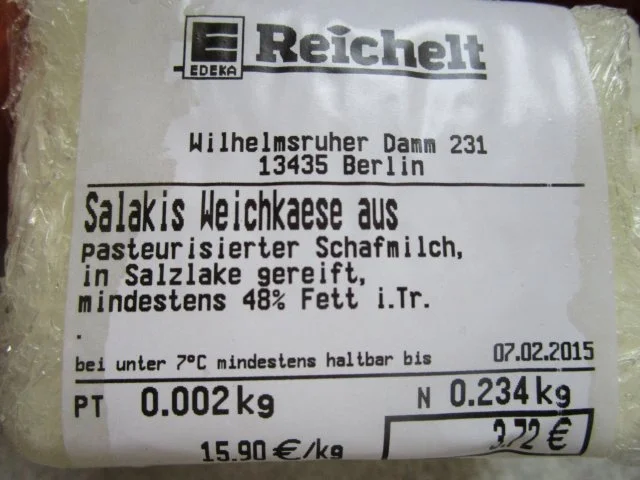 E Reichelt
EDEKA
Wilhelmsruher Damm 231
13435 Berlin
Salakis Weichkaese aus
pasteurisierter Schafmilch,
in Salzlake gereift,
mindestens 48% Fett i.Tr.
.
bei unter 7°C mindestens haltbar bis 07.02.2015
PT 0.002kg N 0.234kg
15.90 €/kg 3.72 €